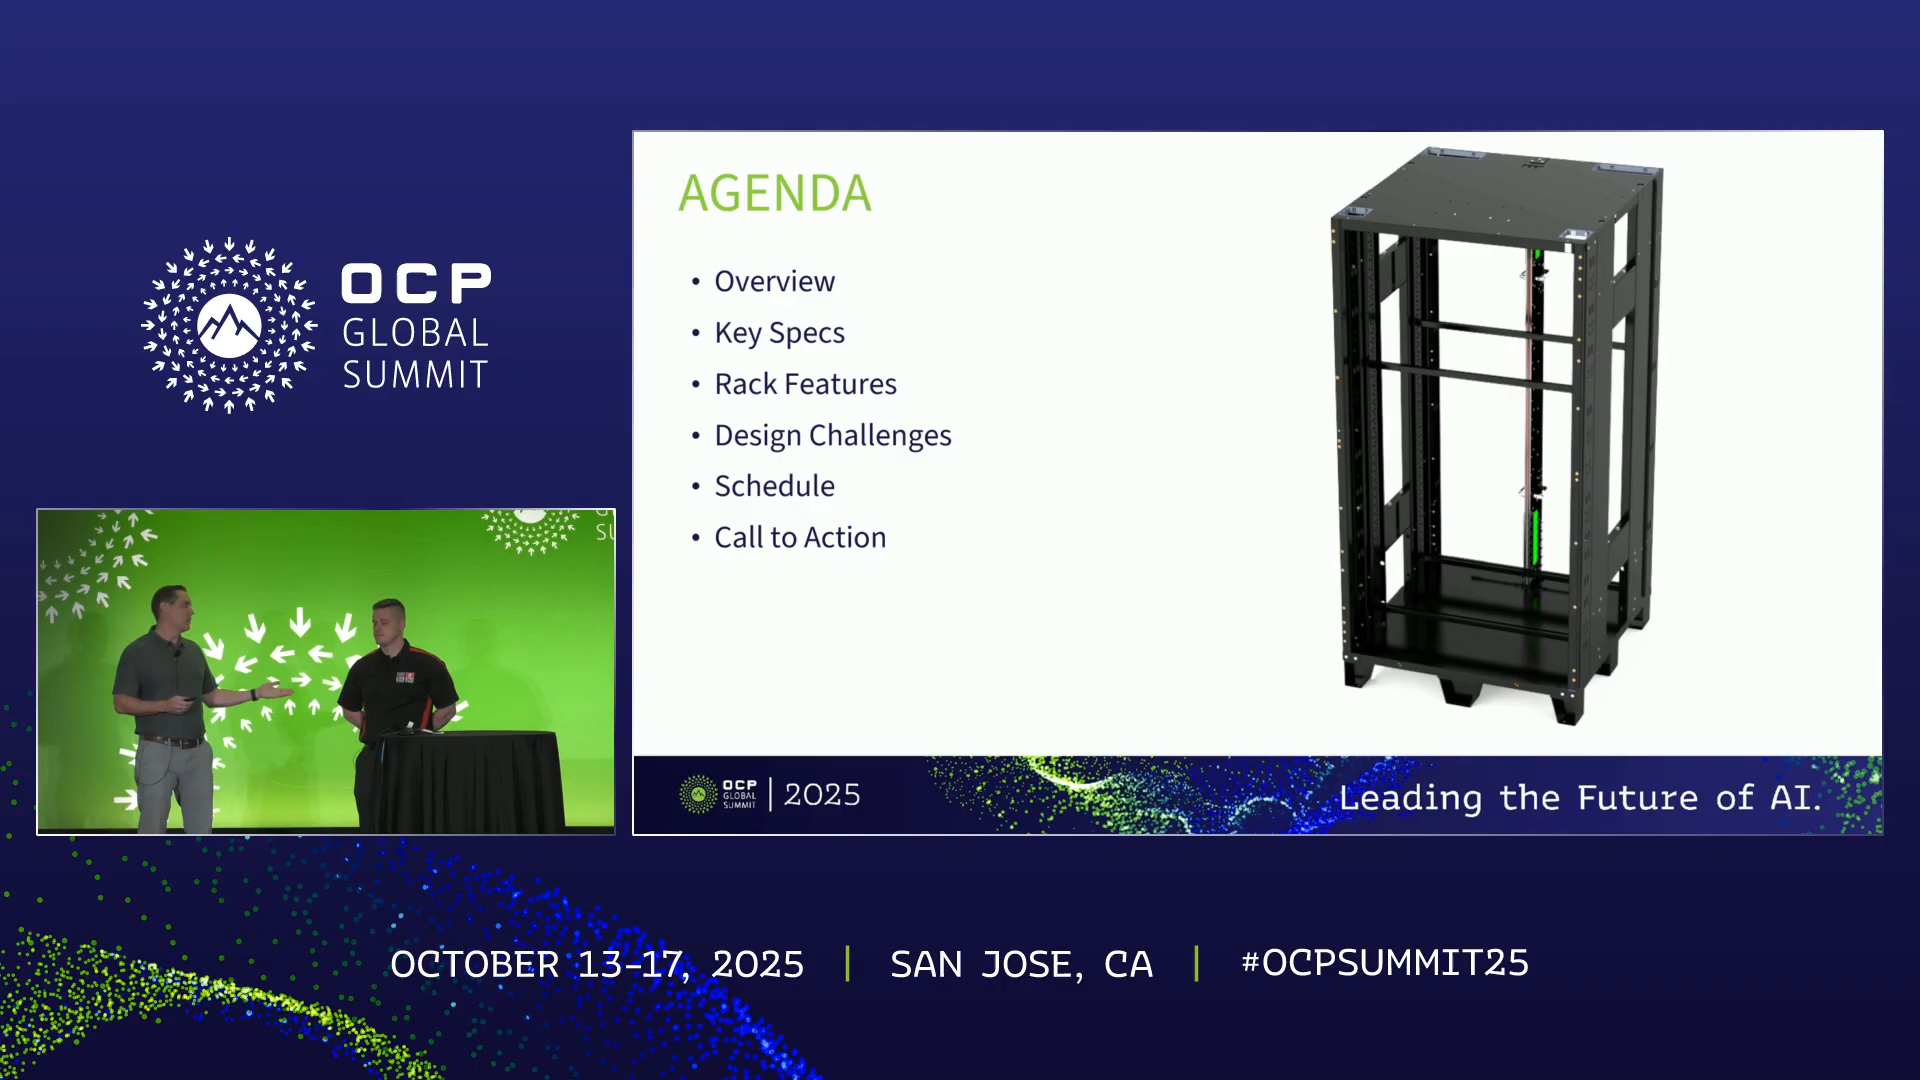 OCP
GLOBAL
SUMMIT
AGENDA
• Overview
• Key Specs
• Rack Features
• Design Challenges
• Schedule
• Call to Action
OCP
GLOBAL
SUMMIT
2025
Leading the Future of AI.
OCTOBER 13-17, 2025 | SAN JOSE, CA | #OCPSUMMIT25